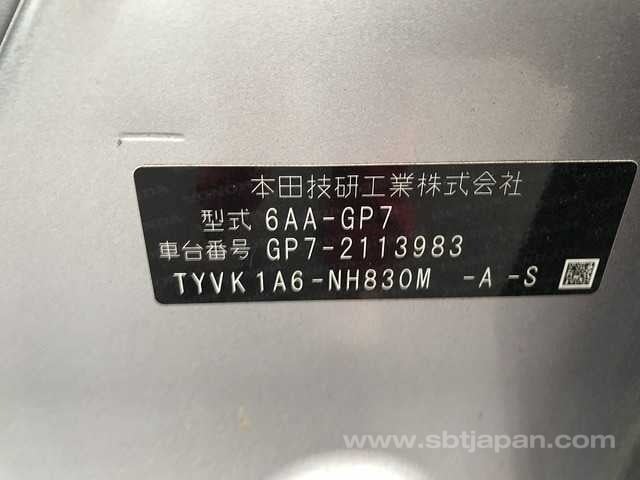 本田技研工業株式会社
型式 6AA-GP7
車台番号 GP7-2113983
TYVK1A6-NH830M -A -S
www.sbtjapan.com